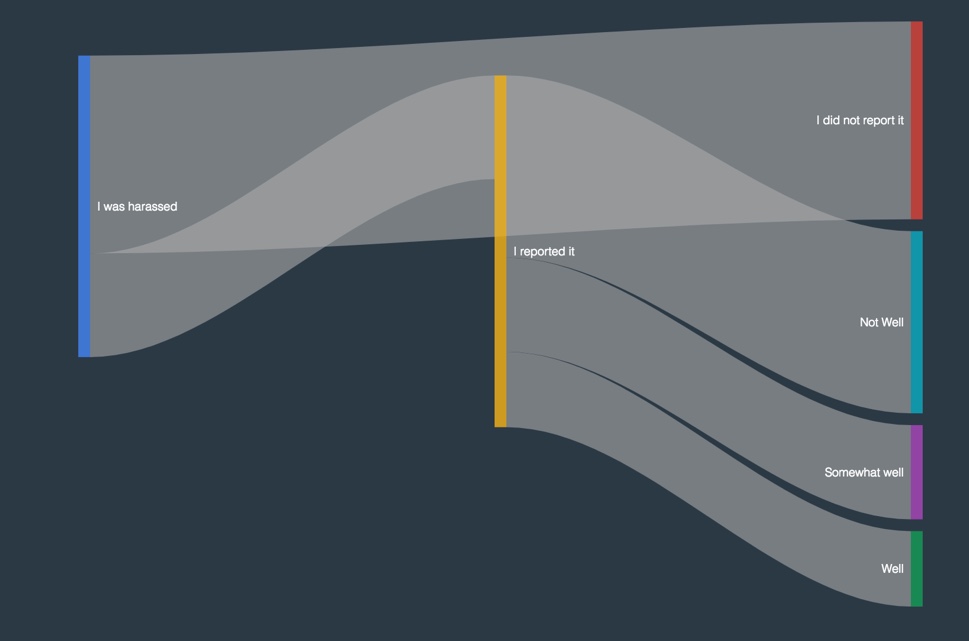 I did not report it
I was harassed
I reported it
Not Well
Somewhat well
Well